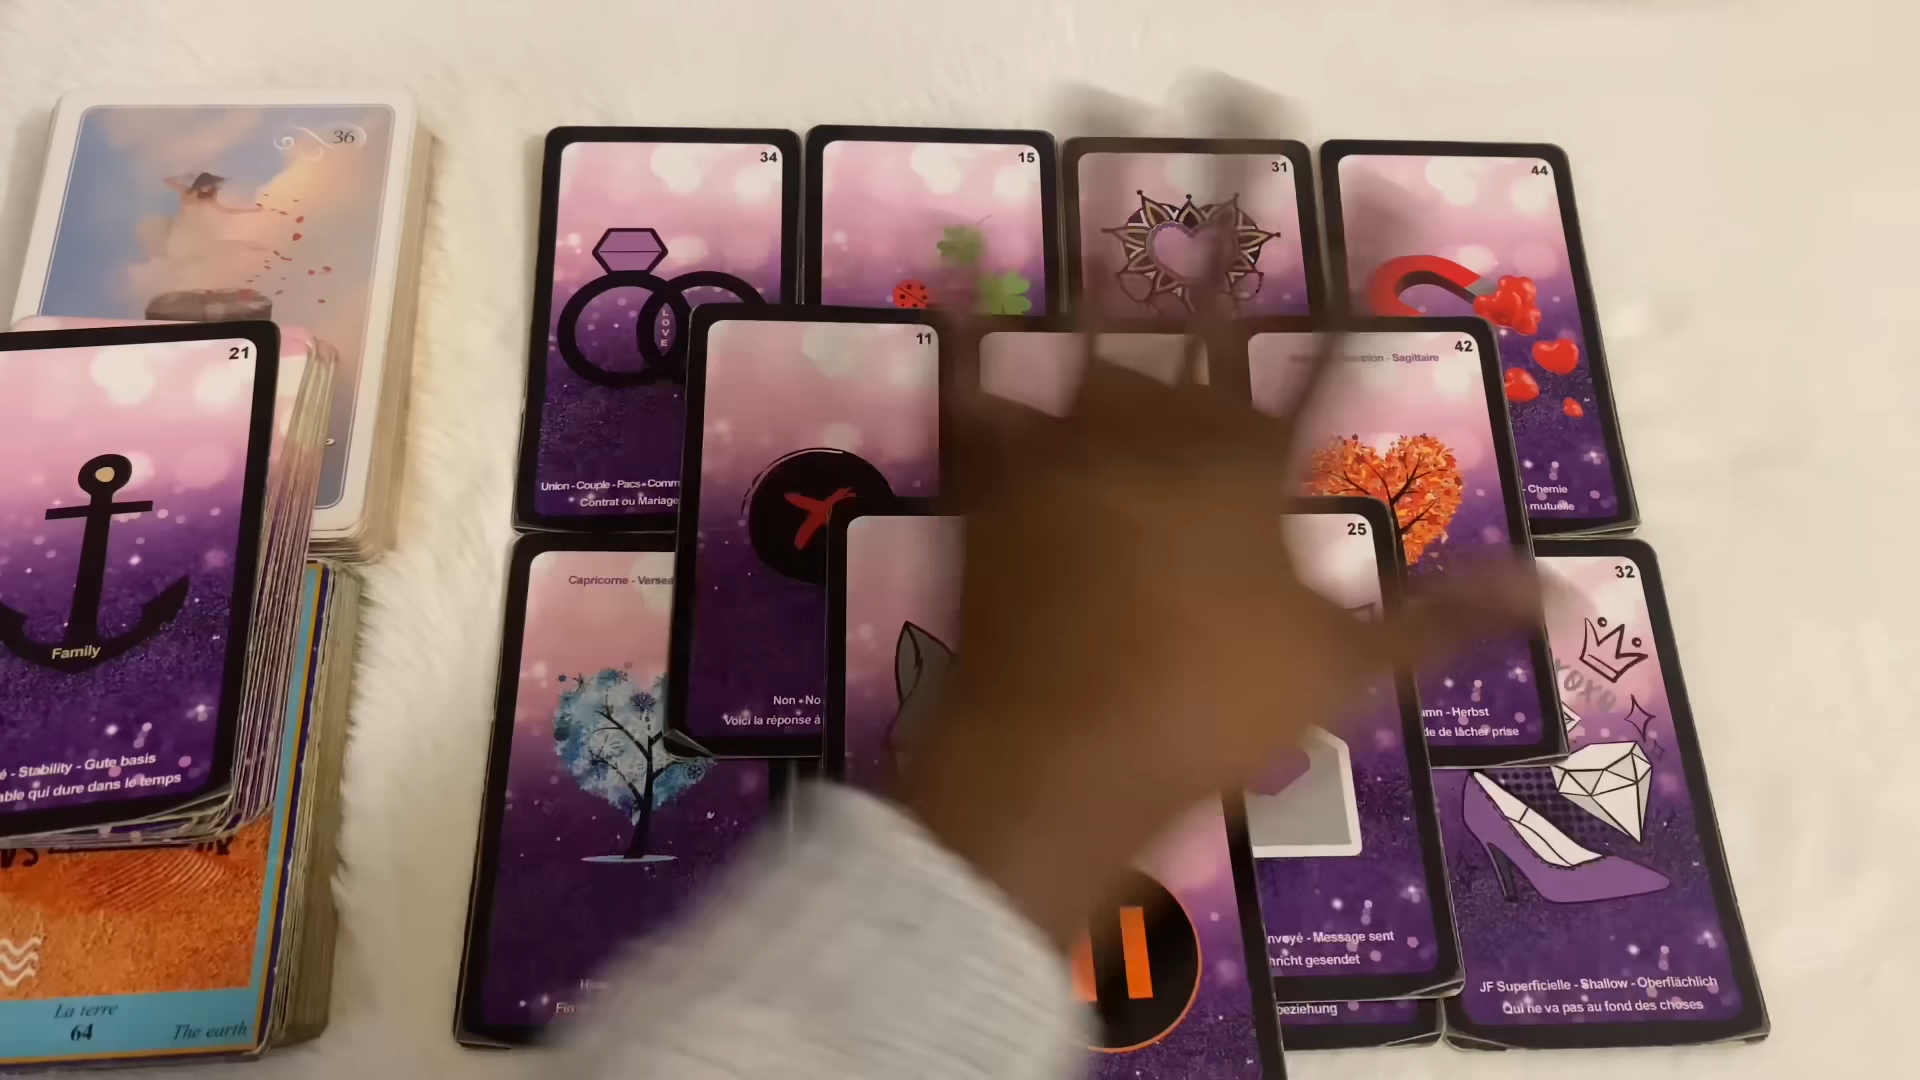 36
34
15
31
44
21
Family
é - Stability - Gute basis
able qui dure dans le temps
La terre
64
The earth
LOVE
Union - Couple - Pacs - Comm
Contrat ou Mariage
11
Non - No
Voici la réponse à
Capricorne - Versea
Fin
42
- Sagittaire
mn - Herbst
de de lâcher prise
- Chemie
mutuelle
25
nvoyé - Message sent
hricht gesendet
beziehung
32
XOXO
JF Superficielle - Shallow - Oberflächlich
Qui ne va pas au fond des choses